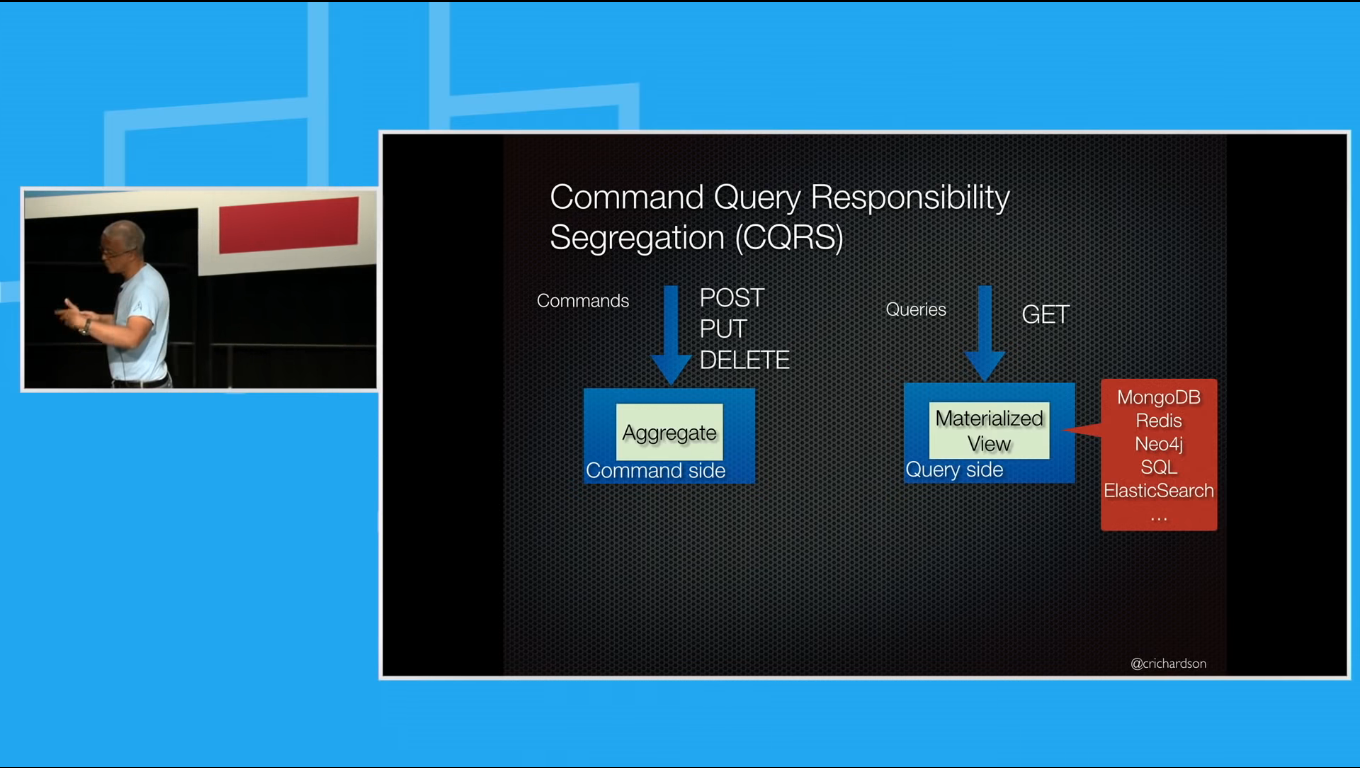 Command Query Responsibility
Segregation (CQRS)
Commands
POST
PUT
DELETE
Queries
GET
Aggregate
Command side
Materialized
View
Query side
MongoDB
Redis
Neo4j
SQL
ElasticSearch
...
@crichardson